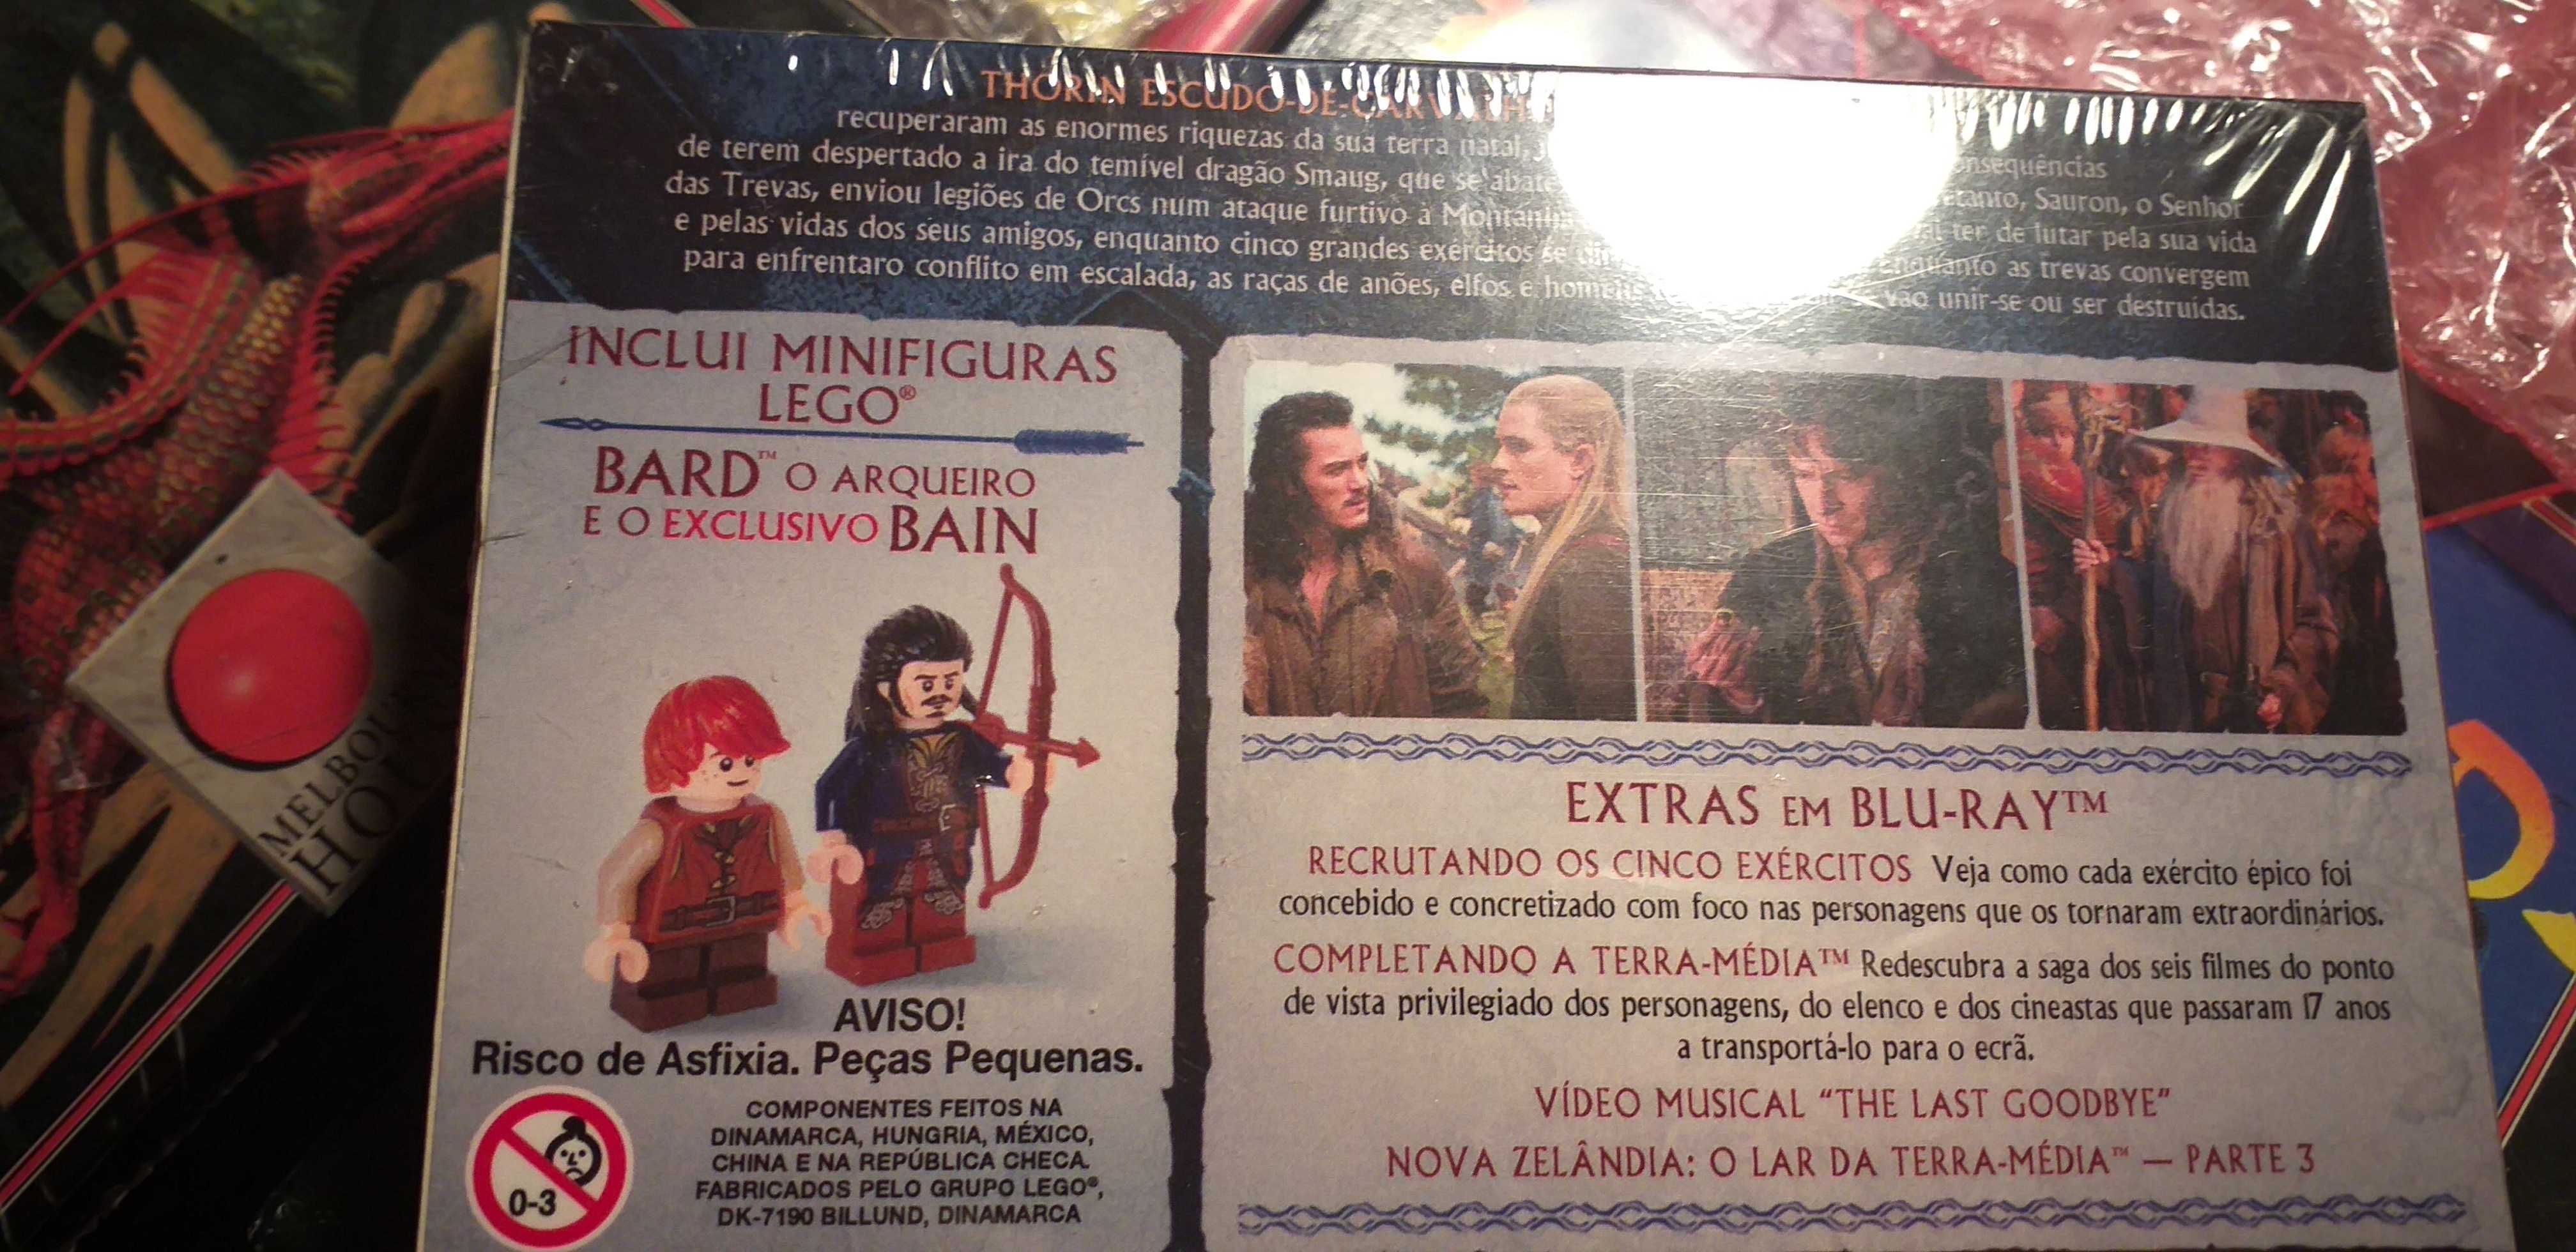 THORIN ESCUDO-DE-
recuperaram as enormes riquezas da sua terra natal,
de terem despertado a ira do temível dragão Smaug, que se consequências
das Trevas, enviou legiões de Orcs num ataque furtivo à Sauron, o Senhor
e pelas vidas dos seus amigos, enquanto cinco grandes exércitos se ter de lutar pela sua vida
para enfrentaro conflito em escalada, as raças de anões, elfos e homens enquanto as trevas convergem
vão unir-se ou ser destruídas.
INCLUI MINIFIGURAS
LEGO®
BARD™ O ARQUEIRO
E O EXCLUSIVO BAIN
AVISO!
Risco de Asfixia. Peças Pequenas.
0-3
COMPONENTES FEITOS NA
DINAMARCA, HUNGRIA, MÉXICO,
CHINA E NA REPÚBLICA CHECA.
FABRICADOS PELO GRUPO LEGO®,
DK-7190 BILLUND, DINAMARCA
EXTRAS EM BLU-RAY™
RECRUTANDO OS CINCO EXÉRCITOS Veja como cada exército épico foi
concebido e concretizado com foco nas personagens que os tornaram extraordinários.
COMPLETANDO A TERRA-MÉDIA™ Redescubra a saga dos seis filmes do ponto
de vista privilegiado dos personagens, do elenco e dos cineastas que passaram 17 anos
a transportá-lo para o ecrã.
VÍDEO MUSICAL "THE LAST GOODBYE"
NOVA ZELÂNDIA: O LAR DA TERRA-MÉDIA™ — PARTE 3